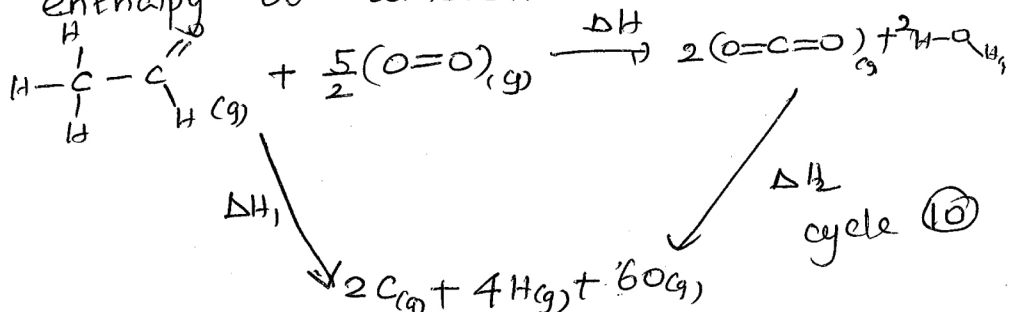 enthalpy
H O
H-C-C + 5/2 (O=O)(g) ΔH → 2(O=C=O)(g) + 2H-O
H H (g) H(g)
ΔH₁ ΔH₂
cycle 10
2C(g) + 4H(g) + 6O(g)